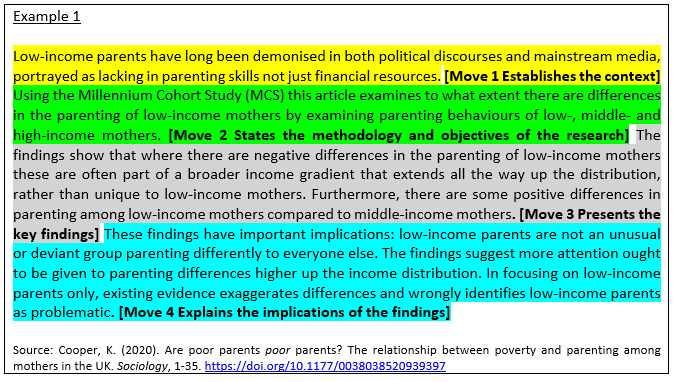 Example 1
Low-income parents have long been demonised in both political discourses and mainstream media,
portrayed as lacking in parenting skills not just financial resources. [Move 1 Establishes the context]
Using the Millennium Cohort Study (MCS) this article examines to what extent there are differences
in the parenting of low-income mothers by examining parenting behaviours of low-, middle- and
high-income mothers. [Move 2 States the methodology and objectives of the research] The
findings show that where there are negative differences in the parenting of low-income mothers
these are often part of a broader income gradient that extends all the way up the distribution,
rather than unique to low-income mothers. Furthermore, there are some positive differences in
parenting among low-income mothers compared to middle-income mothers. [Move 3 Presents the
key findings] These findings have important implications: low-income parents are not an unusual
or deviant group parenting differently to everyone else. The findings suggest more attention ought
to be given to parenting differences higher up the income distribution. In focusing on low-income
parents only, existing evidence exaggerates differences and wrongly identifies low-income parents
as problematic. [Move 4 Explains the implications of the findings]
Source: Cooper, K. (2020). Are poor parents poor parents? The relationship between poverty and parenting among
mothers in the UK. Sociology, 1-35. https://doi.org/10.1177/0038038520939397